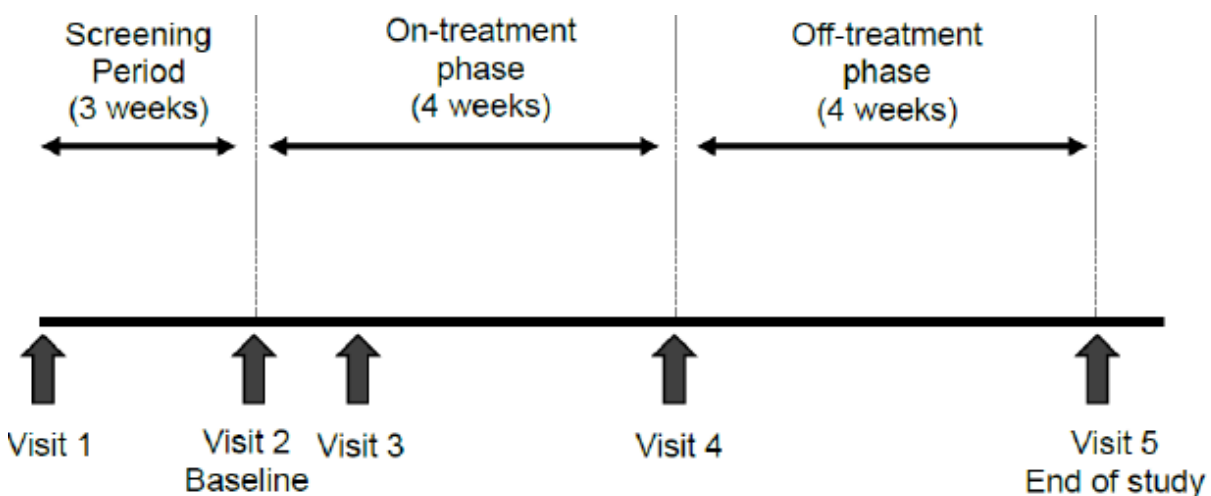 Screening
Period
(3 weeks)
On-treatment
phase
(4 weeks)
Off-treatment
phase
(4 weeks)
Visit 1
Visit 2
Baseline
Visit 3
Visit 4
Visit 5
End of study